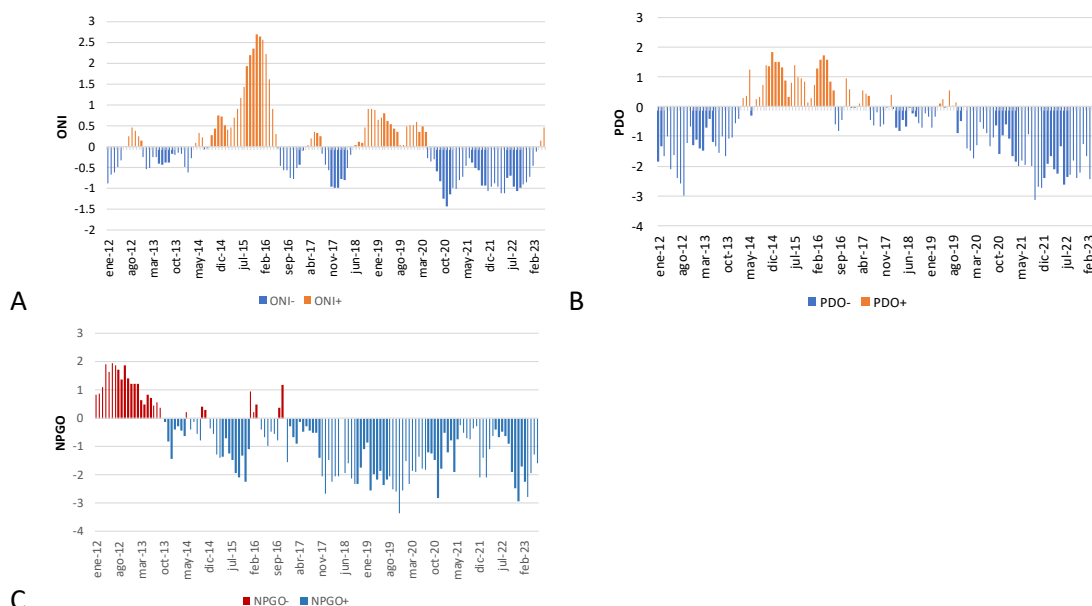 ONI
3
2.5
2
1.5
1
0.5
0
-0.5
-1
-1.5
-2
ene-12
ago-12
mar-13
oct-13
may-14
dic-14
jul-15
feb-16
sep-16
abr-17
nov-17
jun-18
ene-19
ago-19
mar-20
oct-20
may-21
dic-21
jul-22
feb-23
ONI- ONI+
A
PDO
3
2
1
0
-1
-2
-3
-4
ene-12
ago-12
mar-13
oct-13
may-14
dic-14
jul-15
feb-16
sep-16
abr-17
nov-17
jun-18
ene-19
ago-19
mar-20
oct-20
may-21
dic-21
jul-22
feb-23
PDO- PDO+
B
NPGO
3
2
1
0
-1
-2
-3
-4
ene-12
ago-12
mar-13
oct-13
may-14
dic-14
jul-15
feb-16
sep-16
abr-17
nov-17
jun-18
ene-19
ago-19
mar-20
oct-20
may-21
dic-21
jul-22
feb-23
NPGO- NPGO+
C